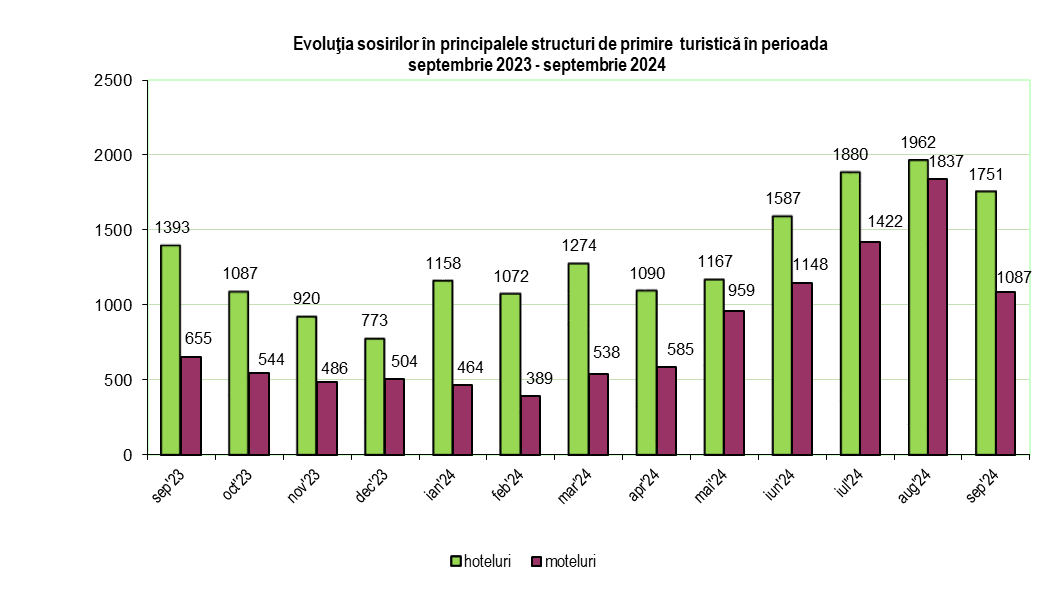 Evoluţia sosirilor în principalele structuri de primire turistică în perioada
septembrie 2023 - septembrie 2024
2500
2000
1500
1000
500
0
1393
655
1087
544
920
486
773
504
1158
464
1072
389
1274
538
1090
585
1167
959
1587
1148
1880
1422
1962
1837
1751
1087
sep'23
oct'23
nov'23
dec'23
ian'24
feb'24
mar'24
apr'24
mai'24
iun'24
iul'24
aug'24
sep'24
hoteluri
moteluri